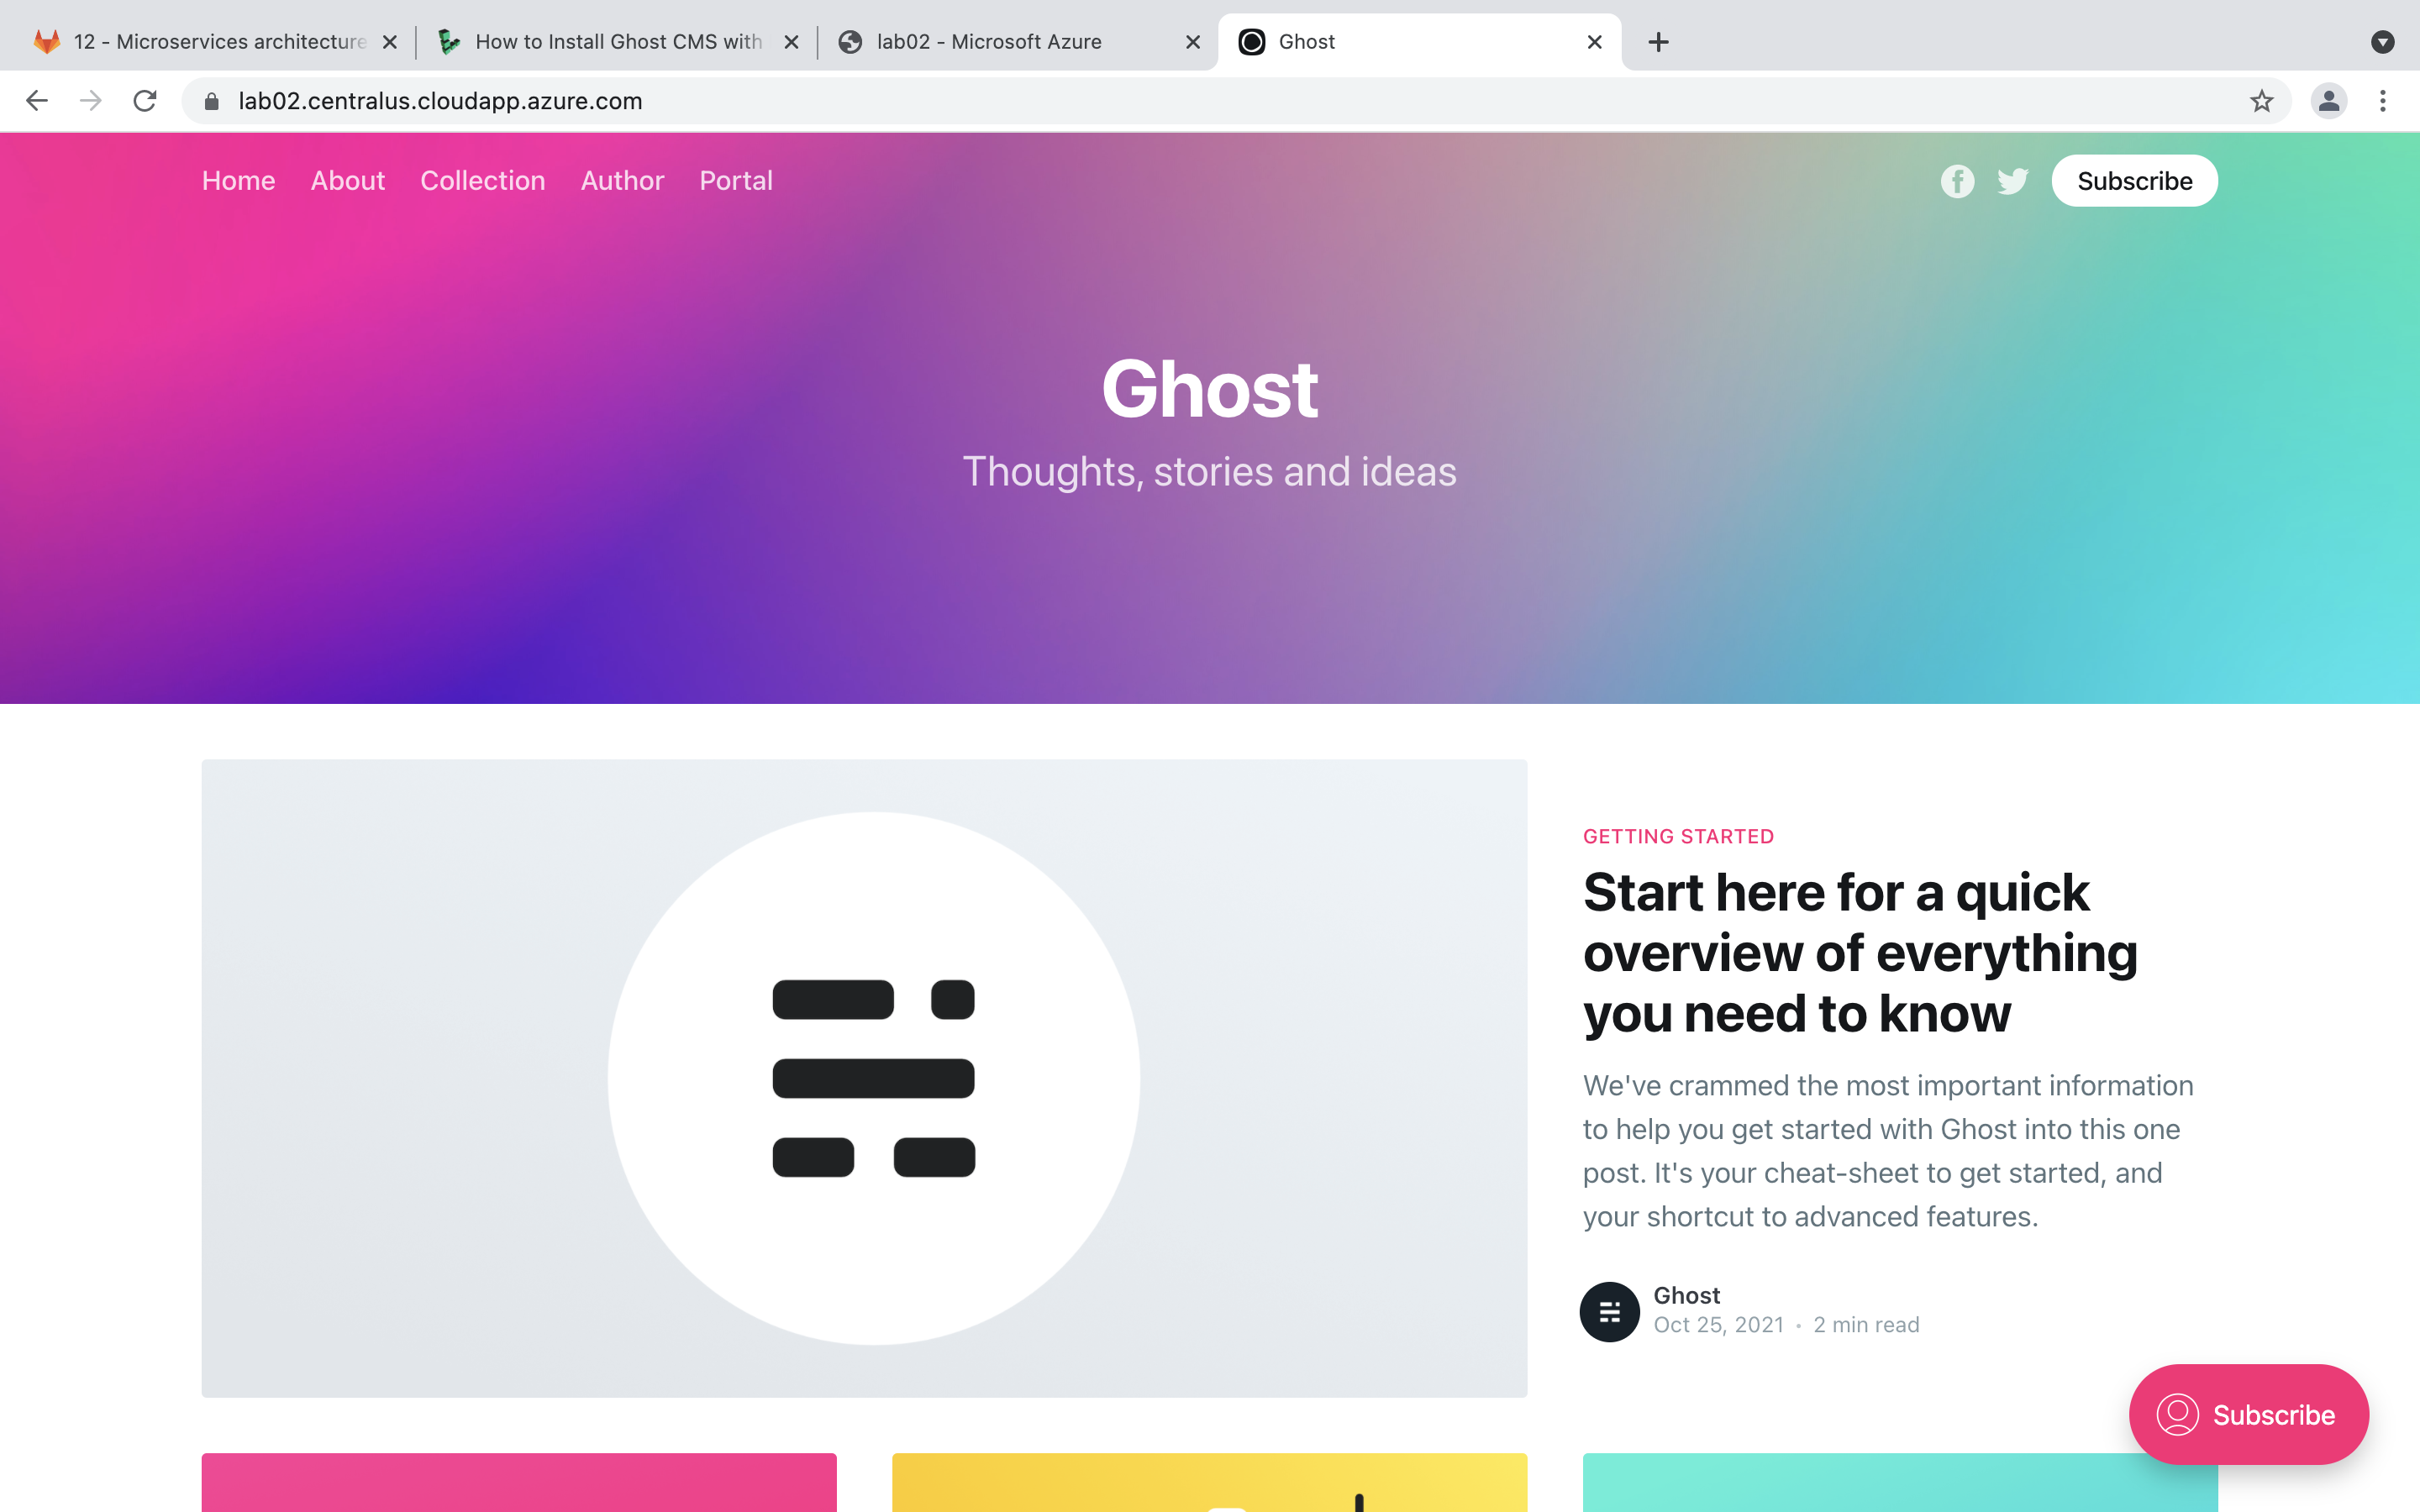 12 - Microservices architecture
How to Install Ghost CMS with
lab02 - Microsoft Azure
Ghost
lab02.centralus.cloudapp.azure.com
Home About Collection Author Portal
Subscribe
Ghost
Thoughts, stories and ideas
GETTING STARTED
Start here for a quick
overview of everything
you need to know
We've crammed the most important information
to help you get started with Ghost into this one
post. It's your cheat-sheet to get started, and
your shortcut to advanced features.
Ghost
Oct 25, 2021 • 2 min read
Subscribe